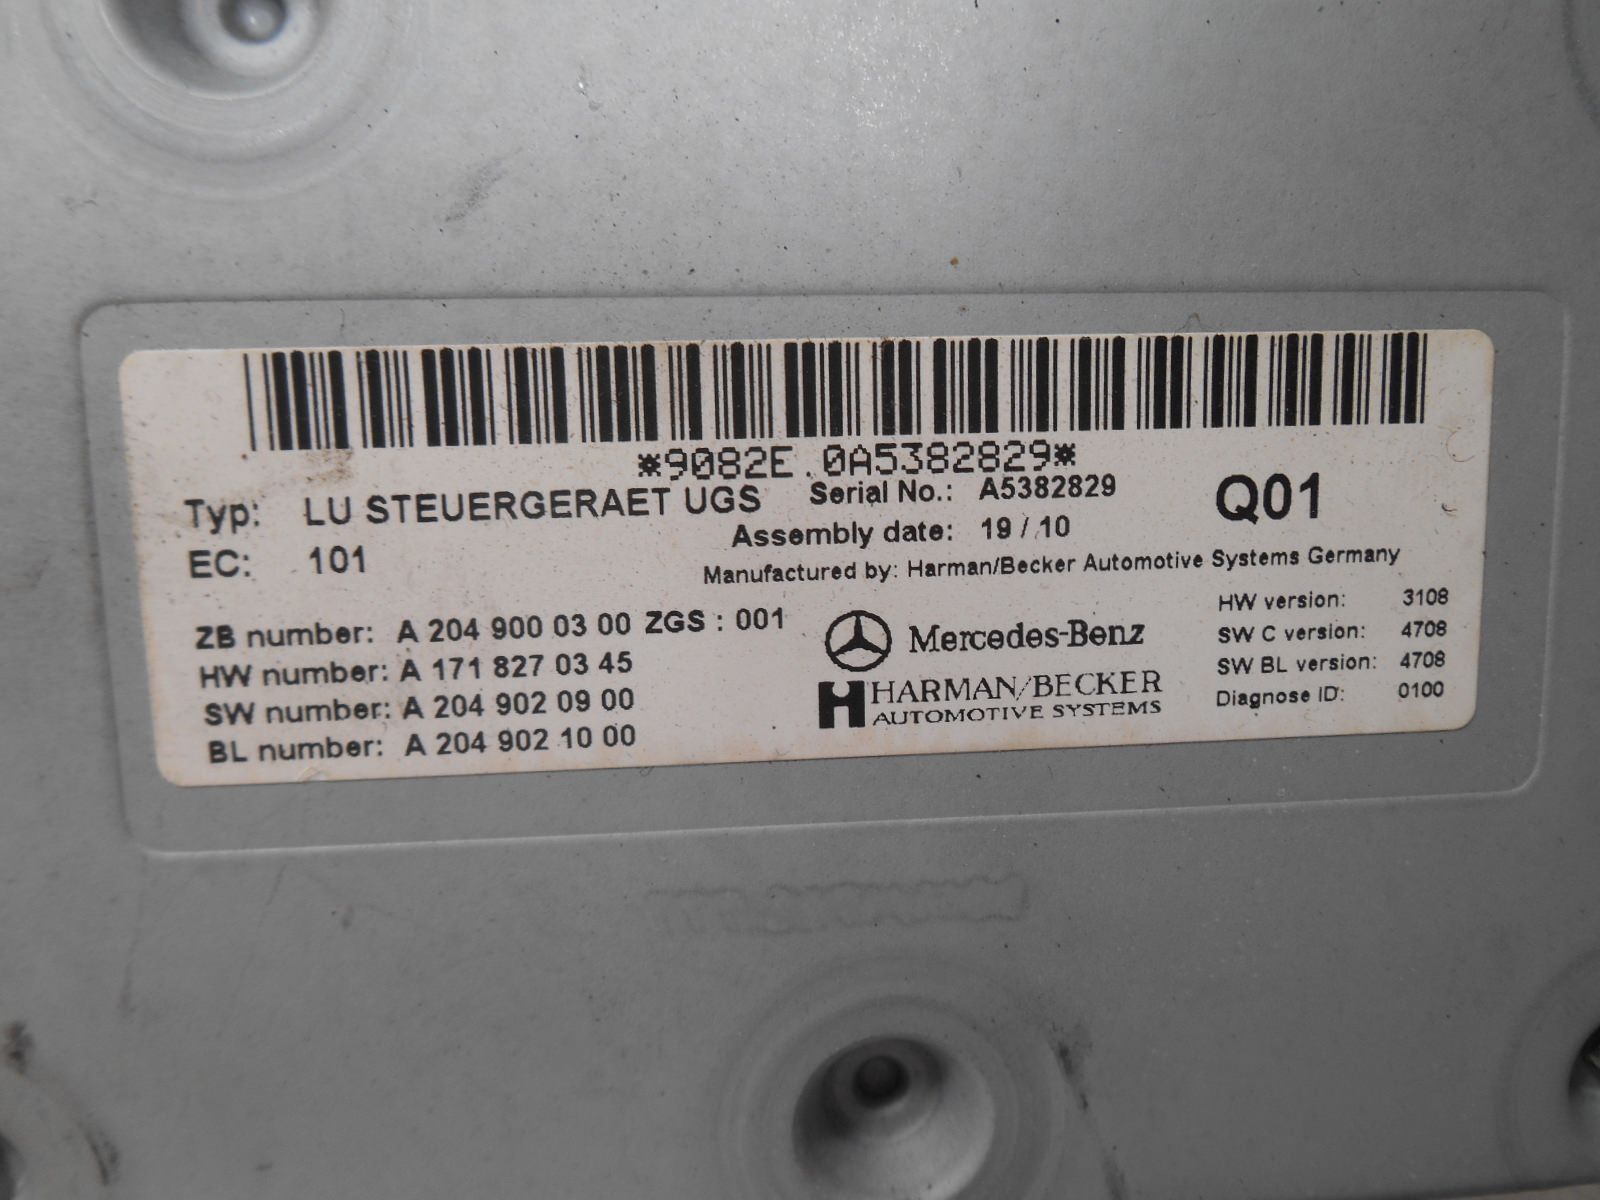 *9082E.0A5382829*
Typ: LU STEUERGERAET UGS Serial No.: A5382829 Q01
EC: 101 Assembly date: 19 / 10
Manufactured by: Harman/Becker Automotive Systems Germany
ZB number: A 204 900 03 00 ZGS : 001
HW number: A 171 827 03 45
SW number: A 204 902 09 00
BL number: A 204 902 10 00
Mercedes-Benz
HARMAN/BECKER
AUTOMOTIVE SYSTEMS
HW version: 3108
SW C version: 4708
SW BL version: 4708
Diagnose ID: 0100